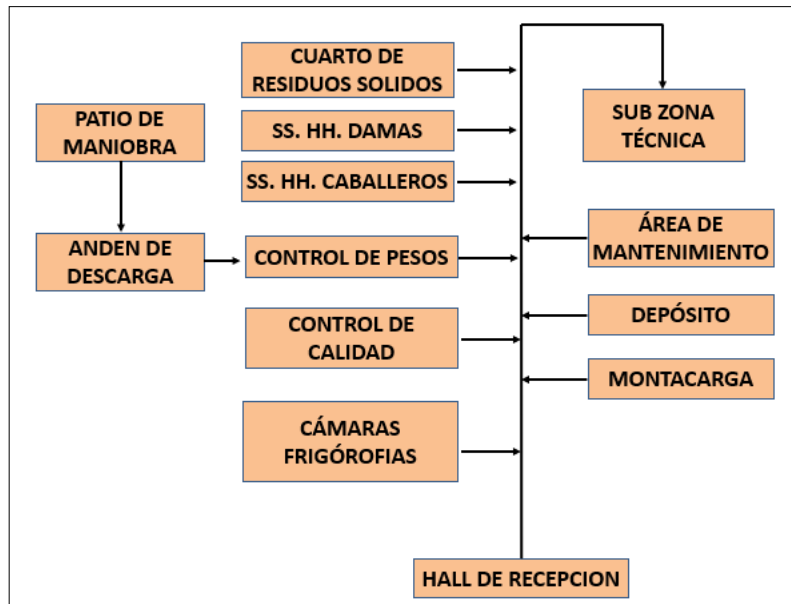 CUARTO DE
RESIDUOS SOLIDOS
PATIO DE
MANIOBRA
SS. HH. DAMAS
SUB ZONA
TÉCNICA
SS. HH. CABALLEROS
ANDEN DE
DESCARGA
CONTROL DE PESOS
ÁREA DE
MANTENIMIENTO
CONTROL DE
CALIDAD
DEPÓSITO
MONTACARGA
CÁMARAS
FRIGÓROFIAS
HALL DE RECEPCION